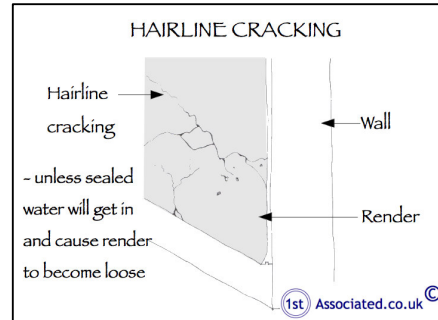 HAIRLINE CRACKING
Hairline
cracking
Wall
- unless sealed
water will get in
and cause render
to become loose
Render
1st Associated.co.uk ©